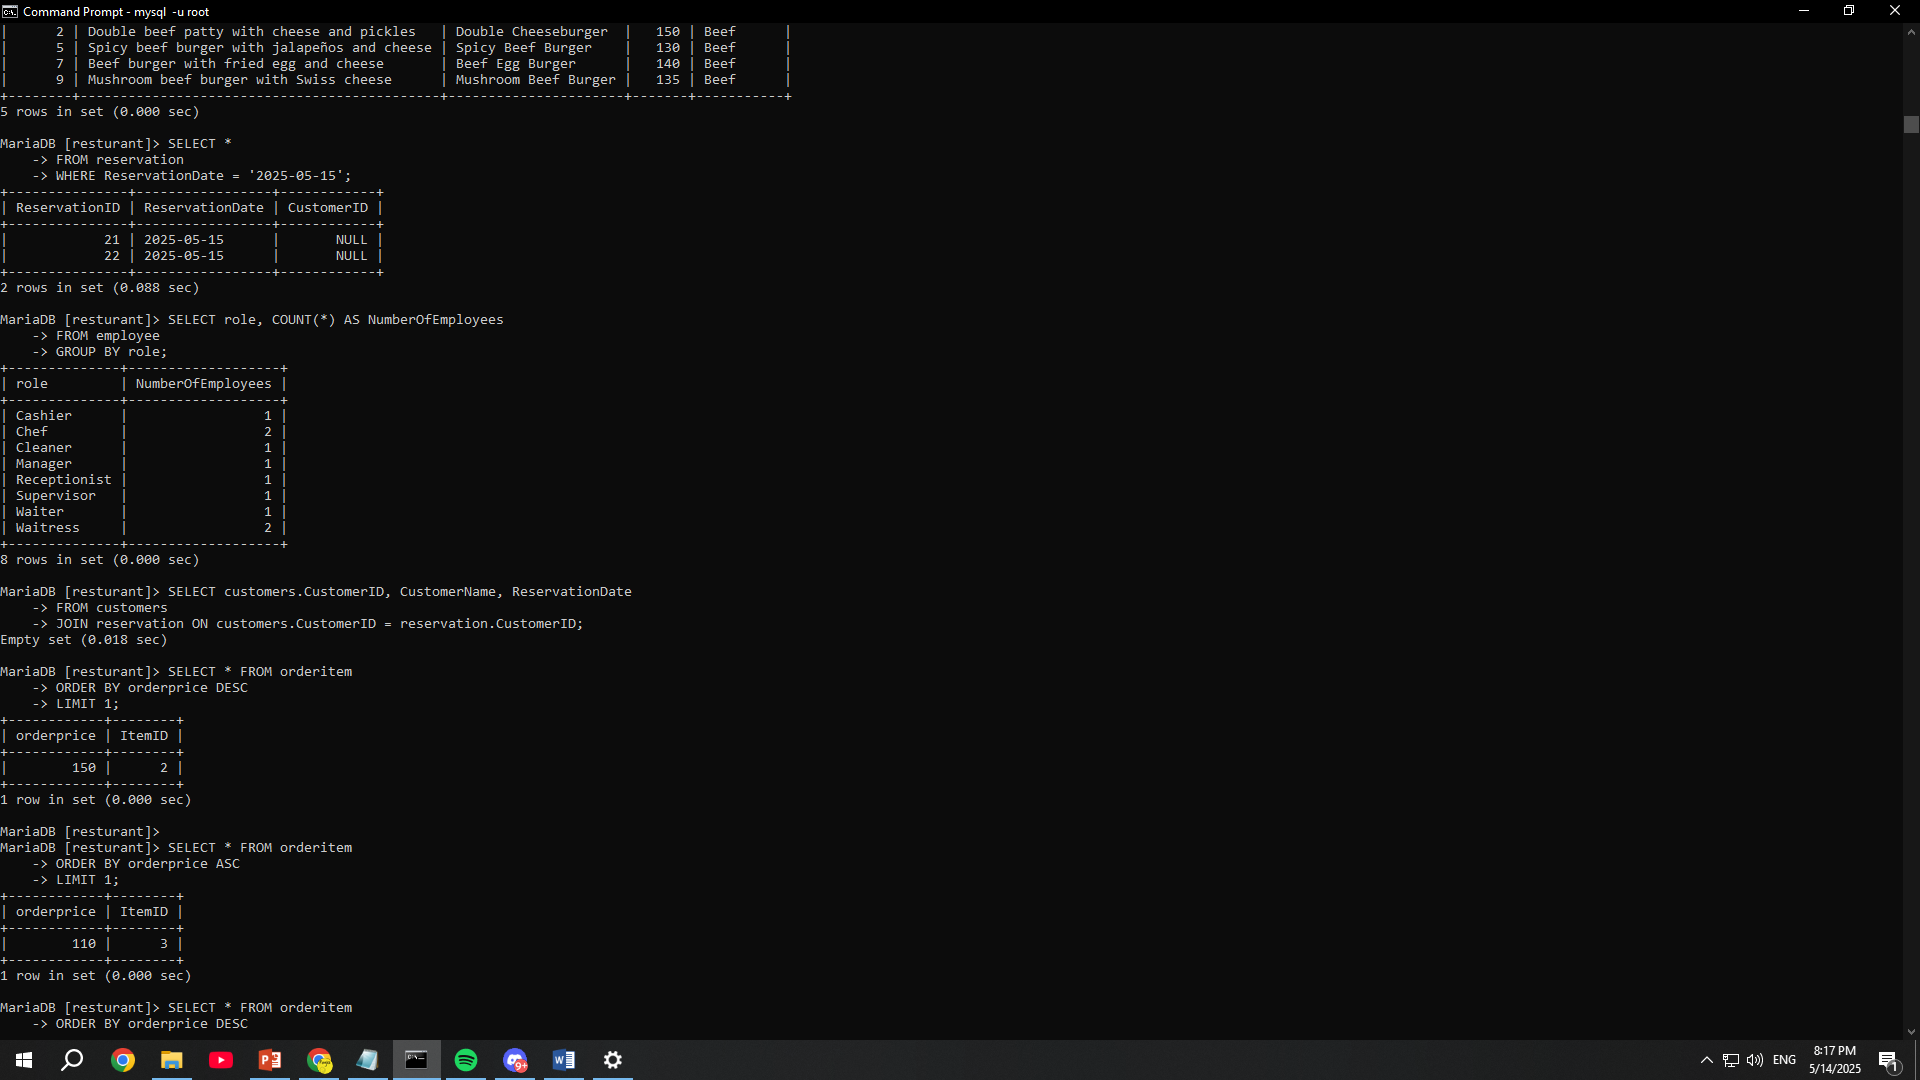 Command Prompt - mysql -u root
|      2 | Double beef patty with cheese and pickles   | Double Cheeseburger  |   150 | Beef      |
|      5 | Spicy beef burger with jalapeños and cheese | Spicy Beef Burger    |   130 | Beef      |
|      7 | Beef burger with fried egg and cheese       | Beef Egg Burger      |   140 | Beef      |
|      9 | Mushroom beef burger with Swiss cheese      | Mushroom Beef Burger |   135 | Beef      |
+--------+---------------------------------------------+----------------------+-------+-----------+
5 rows in set (0.000 sec)
MariaDB [resturant]> SELECT *
    -> FROM reservation
    -> WHERE ReservationDate = '2025-05-15';
+---------------+-----------------+------------+
| ReservationID | ReservationDate | CustomerID |
+---------------+-----------------+------------+
|            21 | 2025-05-15      |       NULL |
|            22 | 2025-05-15      |       NULL |
+---------------+-----------------+------------+
2 rows in set (0.088 sec)
MariaDB [resturant]> SELECT role, COUNT(*) AS NumberOfEmployees
    -> FROM employee
    -> GROUP BY role;
+--------------+-------------------+
| role         | NumberOfEmployees |
+--------------+-------------------+
| Cashier      |                 1 |
| Chef         |                 2 |
| Cleaner      |                 1 |
| Manager      |                 1 |
| Receptionist |                 1 |
| Supervisor   |                 1 |
| Waiter       |                 1 |
| Waitress     |                 2 |
+--------------+-------------------+
8 rows in set (0.000 sec)
MariaDB [resturant]> SELECT customers.CustomerID, CustomerName, ReservationDate
    -> FROM customers
    -> JOIN reservation ON customers.CustomerID = reservation.CustomerID;
Empty set (0.018 sec)
MariaDB [resturant]> SELECT * FROM orderitem
    -> ORDER BY orderprice DESC
    -> LIMIT 1;
+------------+--------+
| orderprice | ItemID |
+------------+--------+
|        150 |      2 |
+------------+--------+
1 row in set (0.000 sec)
MariaDB [resturant]>
MariaDB [resturant]> SELECT * FROM orderitem
    -> ORDER BY orderprice ASC
    -> LIMIT 1;
+------------+--------+
| orderprice | ItemID |
+------------+--------+
|        110 |      3 |
+------------+--------+
1 row in set (0.000 sec)
MariaDB [resturant]> SELECT * FROM orderitem
    -> ORDER BY orderprice DESC
9+
ENG
8:17 PM
5/14/2025
1